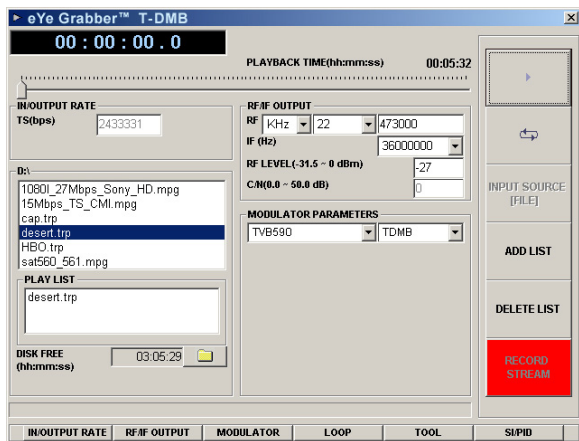 eYe Grabber™ T-DMB
00:00:00.0
PLAYBACK TIME(hh:mm:ss) 00:05:32
IN/OUTPUT RATE
TS(bps) 2433331
RF/IF OUTPUT
RF KHz 22 473000
IF (Hz) 36000000
RF LEVEL(-31.5 ~ 0 dBm) -27
C/N(0.0 ~ 50.0 dB) 0
D:\
1080I_27Mbps_Sony_HD.mpg
15Mbps_TS_CMI.mpg
cap.trp
desert.trp
HBO.trp
sat560_561.mpg
MODULATOR PARAMETERS
TVB590 TDMB
PLAY LIST
desert.trp
DISK FREE
(hh:mm:ss) 03:05:29
INPUT SOURCE
[FILE]
ADD LIST
DELETE LIST
RECORD
STREAM
IN/OUTPUT RATE RF/IF OUTPUT MODULATOR LOOP TOOL SI/PID